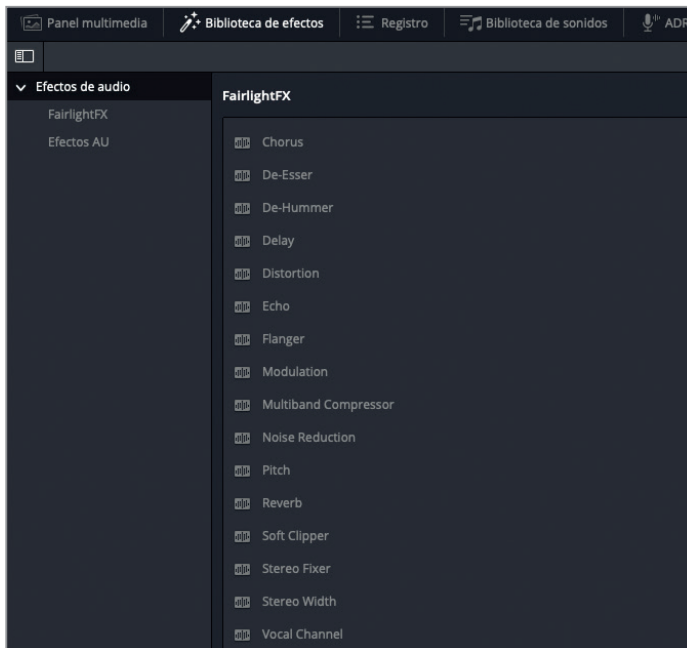 Panel multimedia Biblioteca de efectos Registro Biblioteca de sonidos ADR
Efectos de audio
FairlightFX
Efectos AU
FairlightFX
Chorus
De-Esser
De-Hummer
Delay
Distortion
Echo
Flanger
Modulation
Multiband Compressor
Noise Reduction
Pitch
Reverb
Soft Clipper
Stereo Fixer
Stereo Width
Vocal Channel